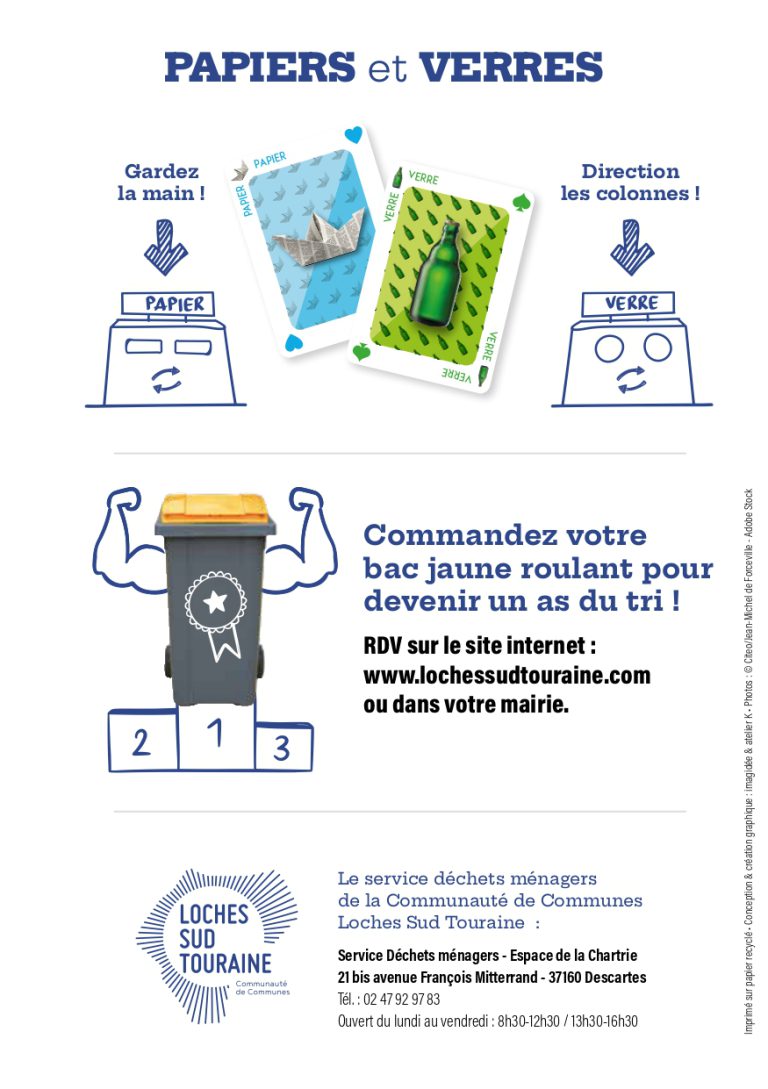 PAPIERS et VERRES
Gardez
la main !
Direction
les colonnes !
PAPIER
PAPIER
VERRE
VERRE
VERRE
VERRE
PAPIER
VERRE
Commandez votre
bac jaune roulant pour
devenir un as du tri !
RDV sur le site internet :
www.lochessudtouraine.com
ou dans votre mairie.
2
1
3
LOCHES
SUD
TOURAINE
Communauté
de Communes
Le service déchets ménagers
de la Communauté de Communes
Loches Sud Touraine :
Service Déchets ménagers - Espace de la Chartrie
21 bis avenue François Mitterrand - 37160 Descartes
Tél. : 02 47 92 97 83
Ouvert du lundi au vendredi : 8h30-12h30 / 13h30-16h30
Imprimé sur papier recyclé • Conception & création graphique : imagidée & atelier K • Photos : © Citeo/Jean-Michel de Forceville - Adobe Stock